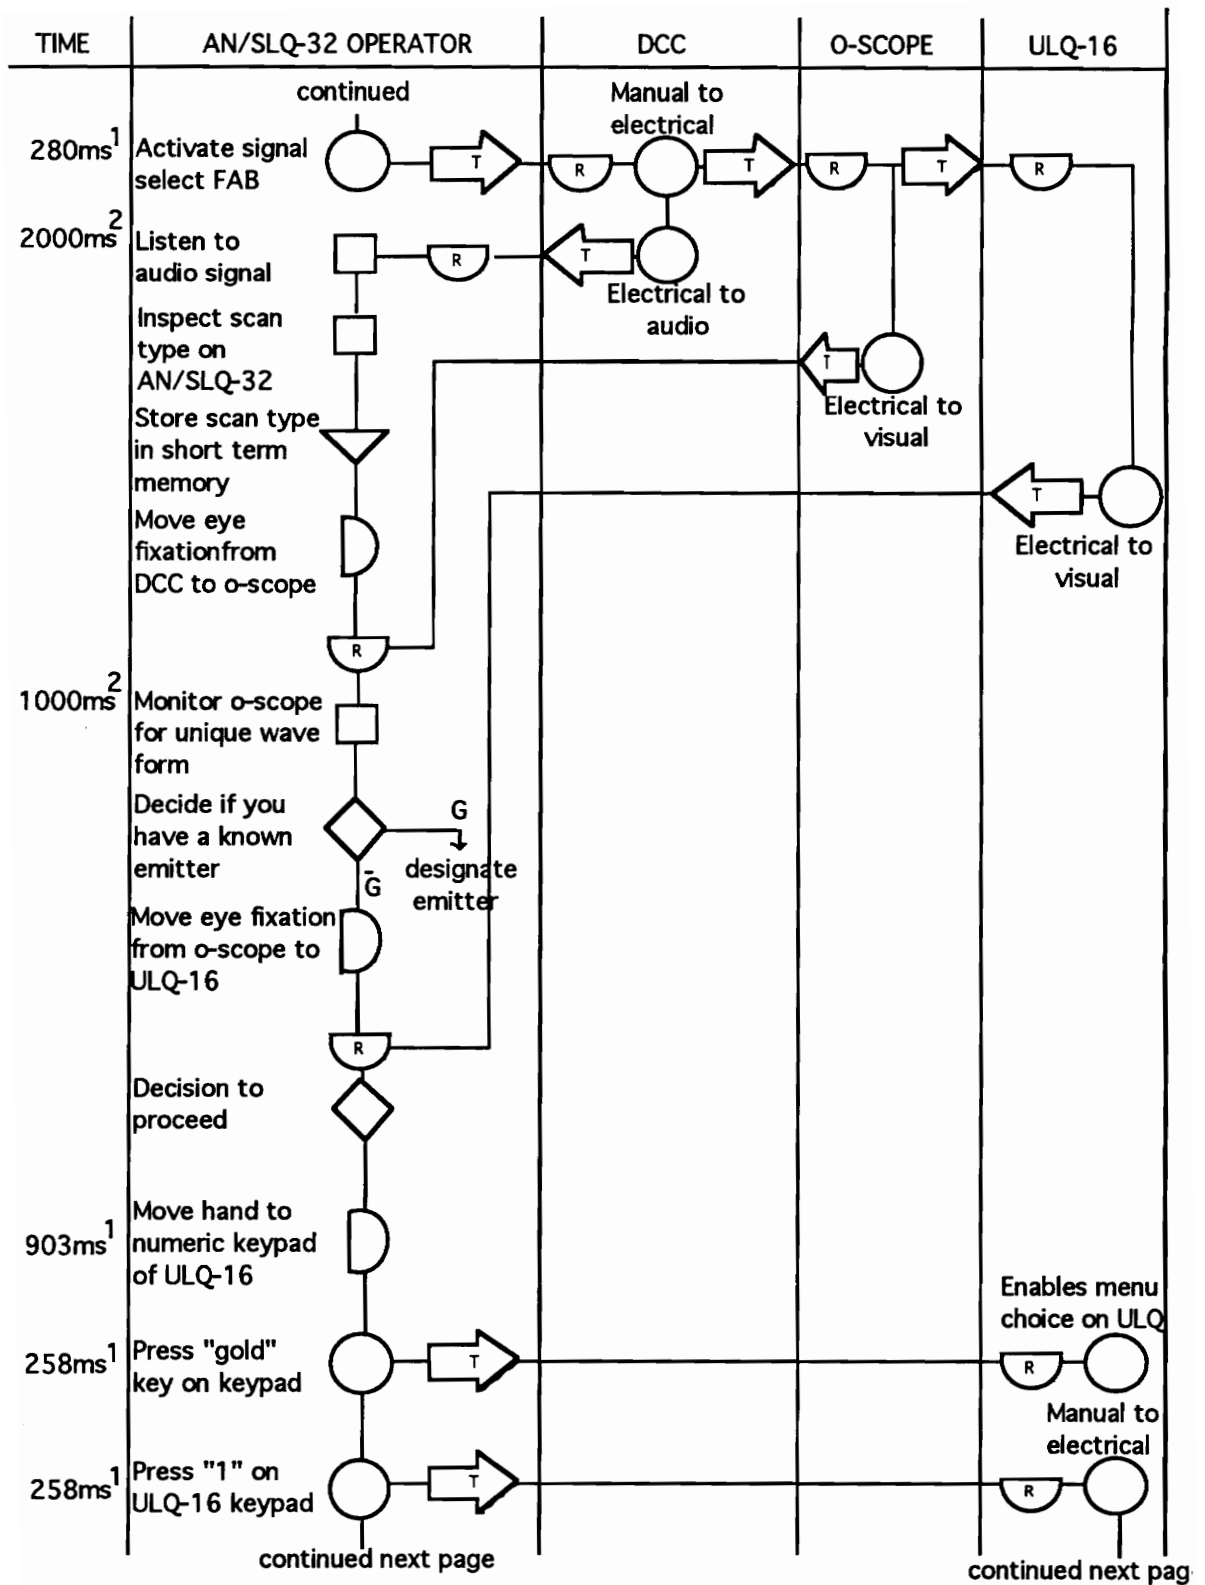 TIME AN/SLQ-32 OPERATOR DCC O-SCOPE ULQ-16
continued
Manual to
electrical
280ms1
Activate signal
select FAB
T
R
T
R
T
R
2000ms2
Listen to
audio signal
R
T
Electrical to
audio
Inspect scan
type on
AN/SLQ-32
T
Electrical to
visual
Store scan type
in short term
memory
T
Electrical to
visual
Move eye
fixationfrom
DCC to o-scope
R
1000ms2
Monitor o-scope
for unique wave
form
Decide if you
have a known
emitter
G
designate
emitter
G̅
Move eye fixation
from o-scope to
ULQ-16
R
Decision to
proceed
903ms1
Move hand to
numeric keypad
of ULQ-16
Enables menu
choice on ULQ
258ms1
Press "gold"
key on keypad
T
R
Manual to
electrical
258ms1
Press "1" on
ULQ-16 keypad
T
R
continued next page
continued next pag